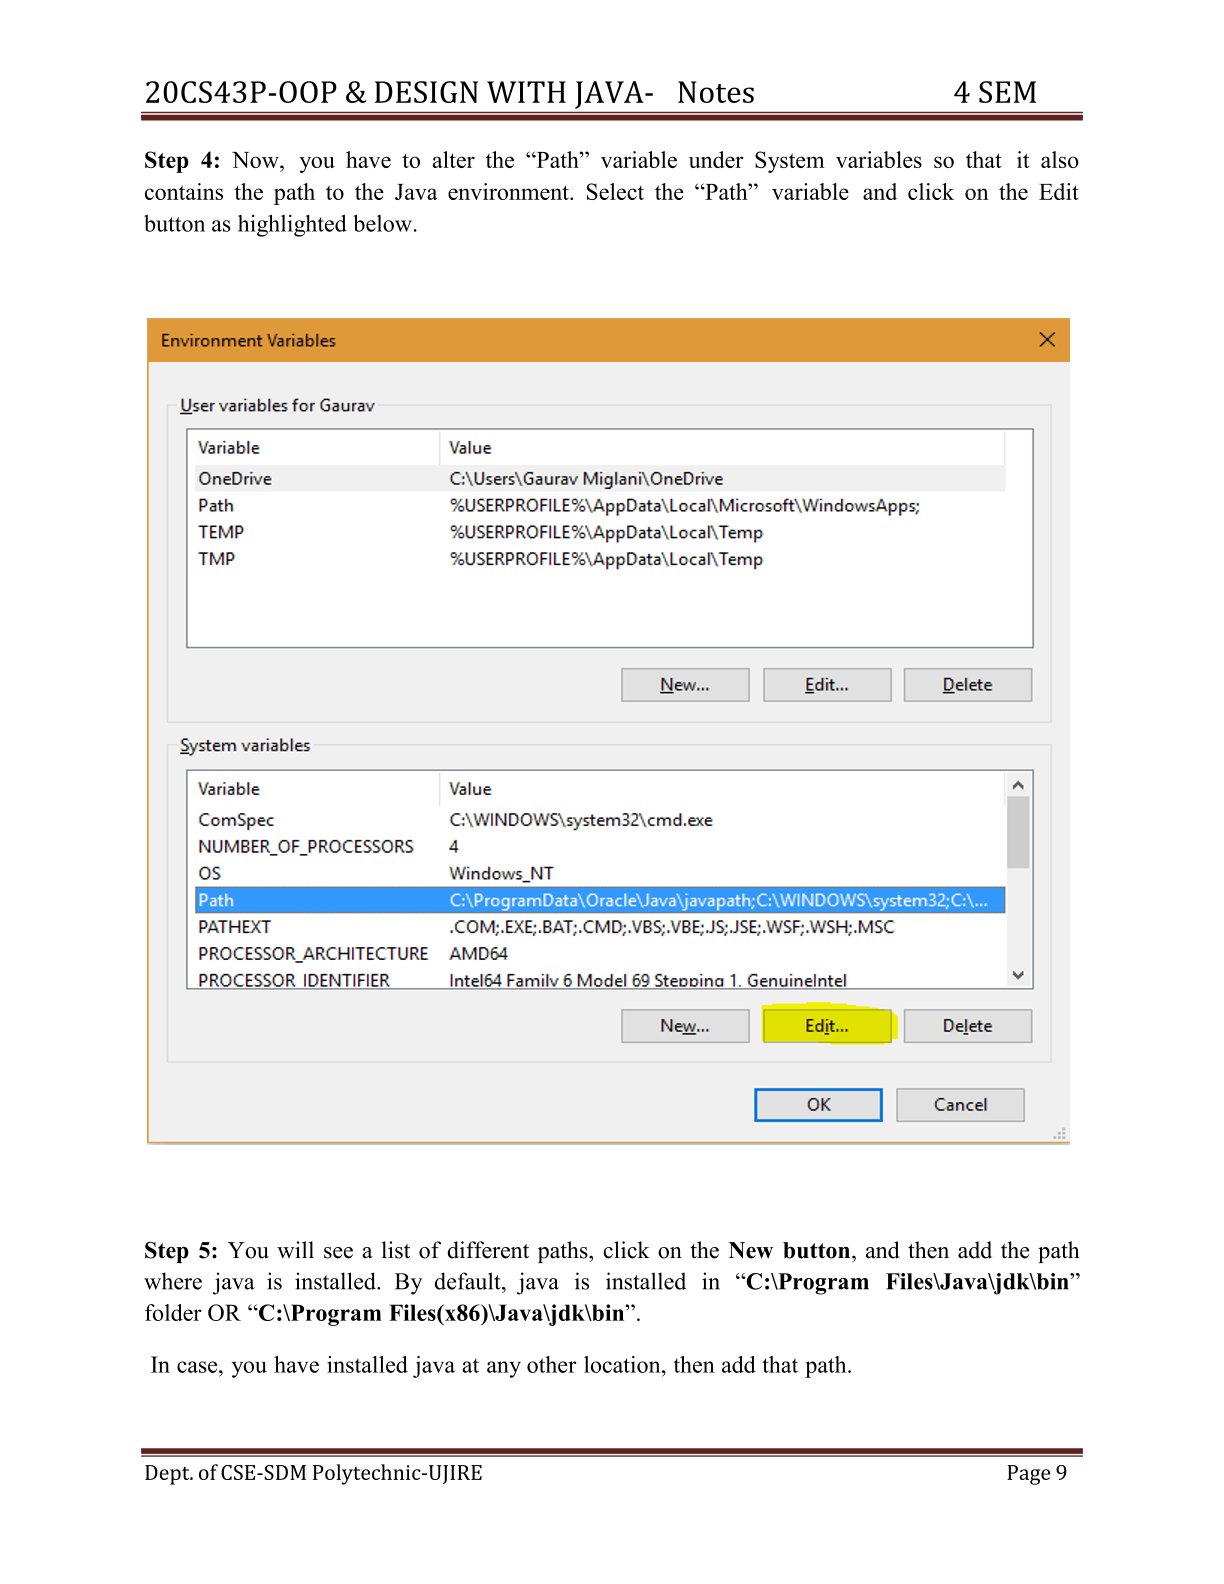 20CS43P-OOP & DESIGN WITH JAVA- Notes 4 SEM
Step 4: Now, you have to alter the “Path” variable under System variables so that it also
contains the path to the Java environment. Select the “Path” variable and click on the Edit
button as highlighted below.
Environment Variables
User variables for Gaurav
Variable Value
OneDrive C:\Users\Gaurav Miglani\OneDrive
Path %USERPROFILE%\AppData\Local\Microsoft\WindowsApps;
TEMP %USERPROFILE%\AppData\Local\Temp
TMP %USERPROFILE%\AppData\Local\Temp
New... Edit... Delete
System variables
Variable Value
ComSpec C:\WINDOWS\system32\cmd.exe
NUMBER_OF_PROCESSORS 4
OS Windows_NT
Path C:\ProgramData\Oracle\Java\javapath;C:\WINDOWS\system32;C:\...
PATHEXT .COM;.EXE;.BAT;.CMD;.VBS;.VBE;.JS;.JSE;.WSF;.WSH;.MSC
PROCESSOR_ARCHITECTURE AMD64
PROCESSOR_IDENTIFIER Intel64 Family 6 Model 69 Stepping 1, GenuineIntel
New... Edit... Delete
OK Cancel
Step 5: You will see a list of different paths, click on the New button, and then add the path
where java is installed. By default, java is installed in “C:\Program Files\Java\jdk\bin”
folder OR “C:\Program Files(x86)\Java\jdk\bin”.
In case, you have installed java at any other location, then add that path.
Dept. of CSE-SDM Polytechnic-UJIRE Page 9